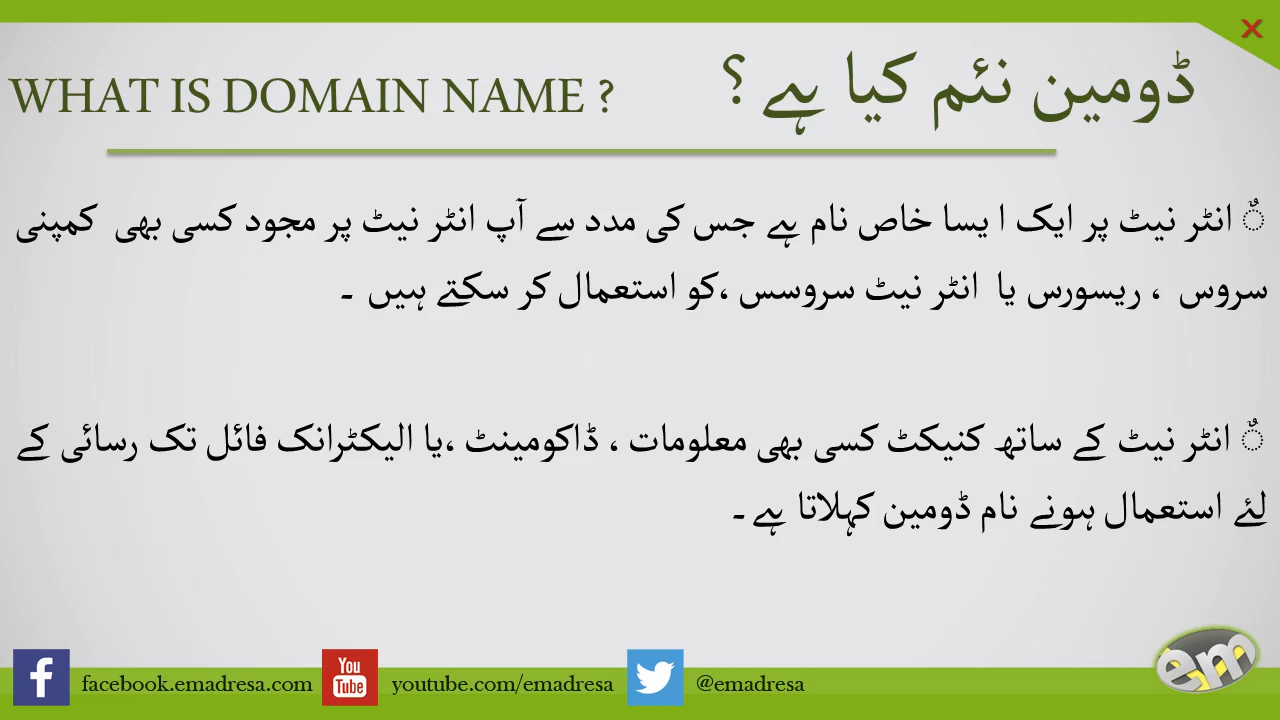 WHAT IS DOMAIN NAME ?
ڈومین نئم کیا ہے ؟
انٹر نیٹ پر ایک ا یسا خاص نام ہے جس کی مدد سے آپ انٹر نیٹ پر مجود کسی بھی کمپنی
سروس ، ریسورس یا انٹر نیٹ سروسس ،کو استعمال کر سکتے ہیں ۔
انٹر نیٹ کے ساتھ کنیکٹ کسی بھی معلومات ، ڈاکومینٹ ،یا الیکٹرانک فائل تک رسائی کے
لئے استعمال ہونے نام ڈومین کہلاتا ہے ۔
facebook.emadresa.com
You
Tube
youtube.com/emadresa
@emadresa
em